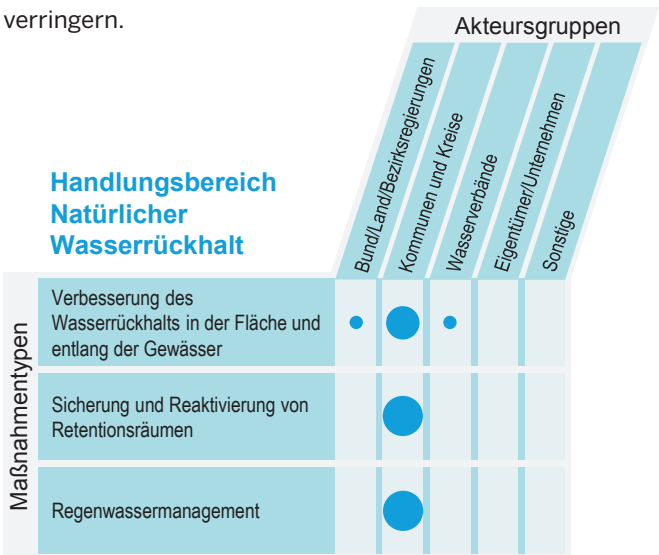 verringern.
Akteursgruppen
Bund/Land/Bezirksregierungen
Kommunen und Kreise
Wasserverbände
Eigentümer/Unternehmen
Sonstige
Handlungsbereich
Natürlicher
Wasserrückhalt
Maßnahmentypen
Verbesserung des
Wasserrückhalts in der Fläche und
entlang der Gewässer
Sicherung und Reaktivierung von
Retentionsräumen
Regenwassermanagement